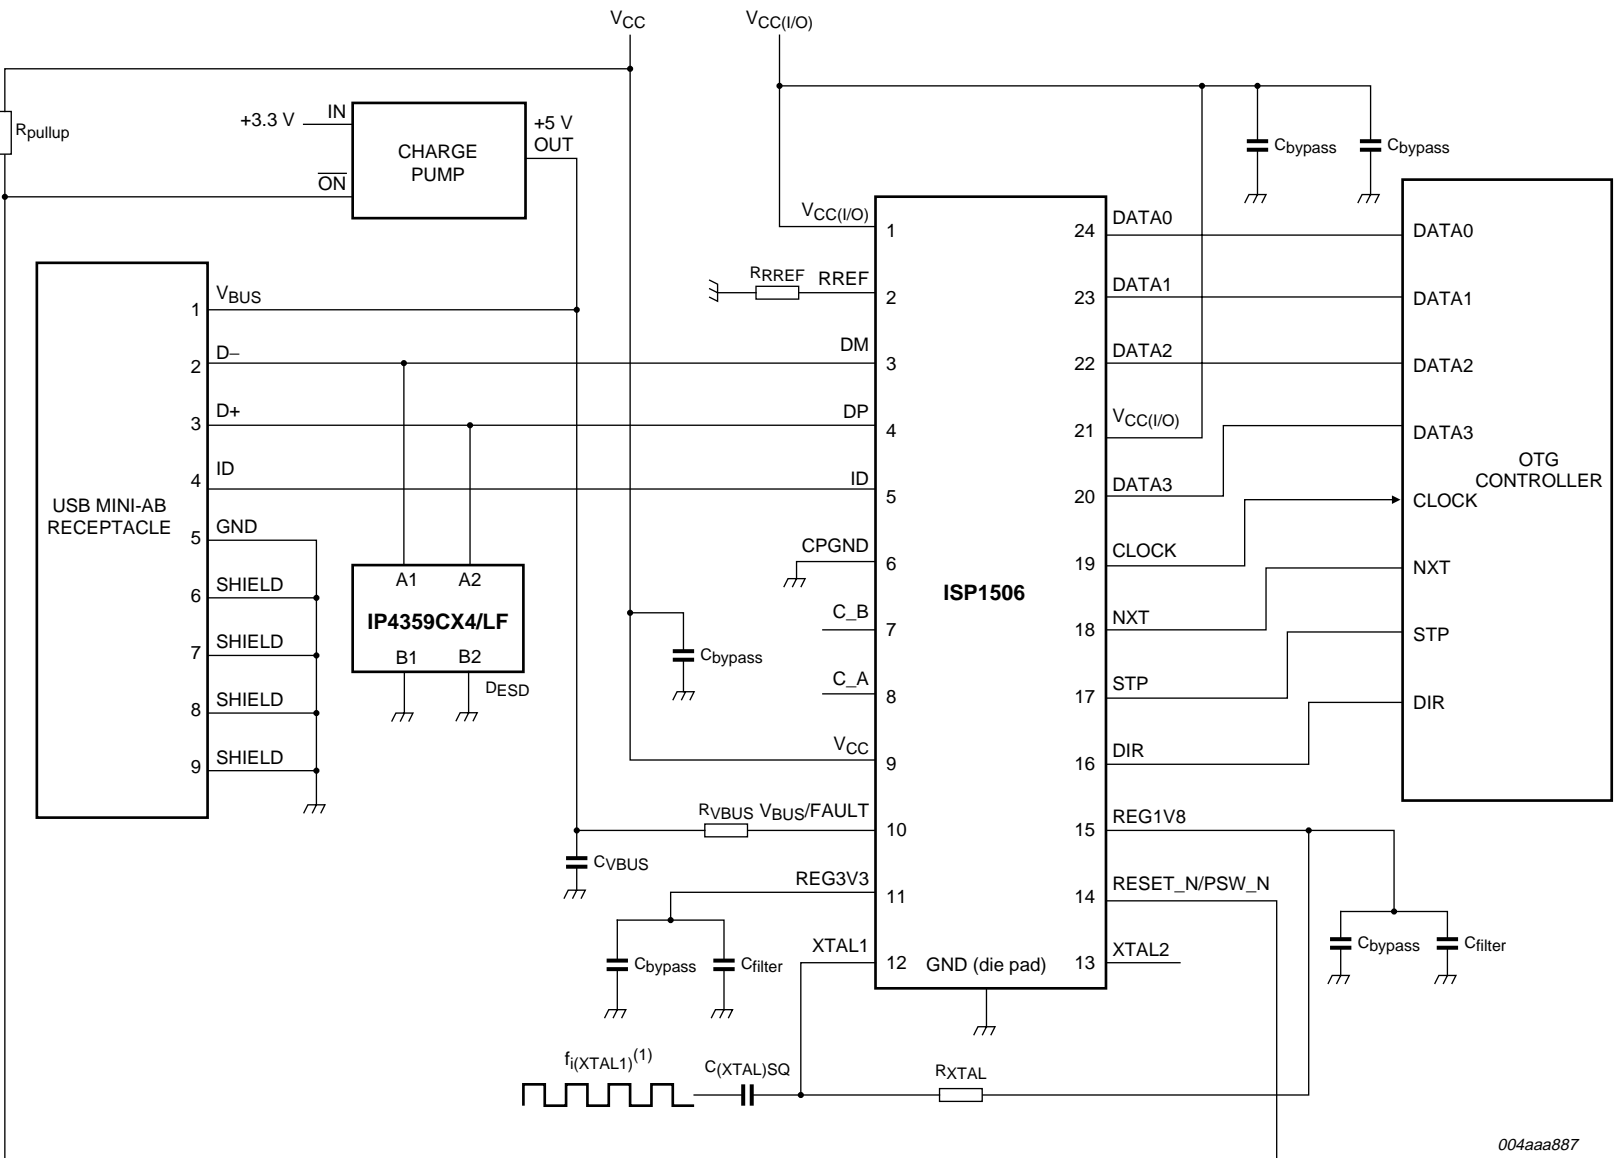 VCC
VCC(I/O)
Rpullup
+3.3 V
IN
ON
CHARGE
PUMP
+5 V
OUT
Cbypass
Cbypass
USB MINI-AB
RECEPTACLE
1
VBUS
2
D–
3
D+
4
ID
5
GND
6
SHIELD
7
SHIELD
8
SHIELD
9
SHIELD
A1
A2
IP4359CX4/LF
B1
B2
DESD
Cbypass
CVBUS
VCC(I/O)
1
RRREF
RREF
2
DM
3
DP
4
ID
5
CPGND
6
C_B
7
C_A
8
VCC
9
RVBUS
VBUS/FAULT
10
REG3V3
11
Cbypass
Cfilter
XTAL1
12
ISP1506
GND (die pad)
24
DATA0
23
DATA1
22
DATA2
21
VCC(I/O)
20
DATA3
19
CLOCK
18
NXT
17
STP
16
DIR
15
REG1V8
14
RESET_N/PSW_N
13
XTAL2
Cbypass
Cfilter
DATA0
DATA1
DATA2
DATA3
OTG
CONTROLLER
CLOCK
NXT
STP
DIR
fi(XTAL1)(1)
C(XTAL)SQ
RXTAL
004aaa887